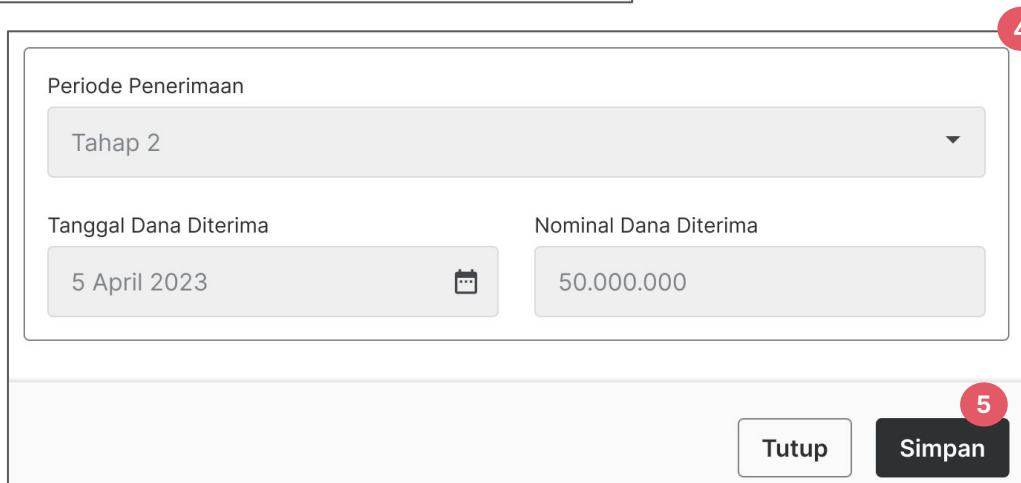 4
Periode Penerimaan
Tahap 2
Tanggal Dana Diterima
Nominal Dana Diterima
5 April 2023
50.000.000
5
Tutup
Simpan